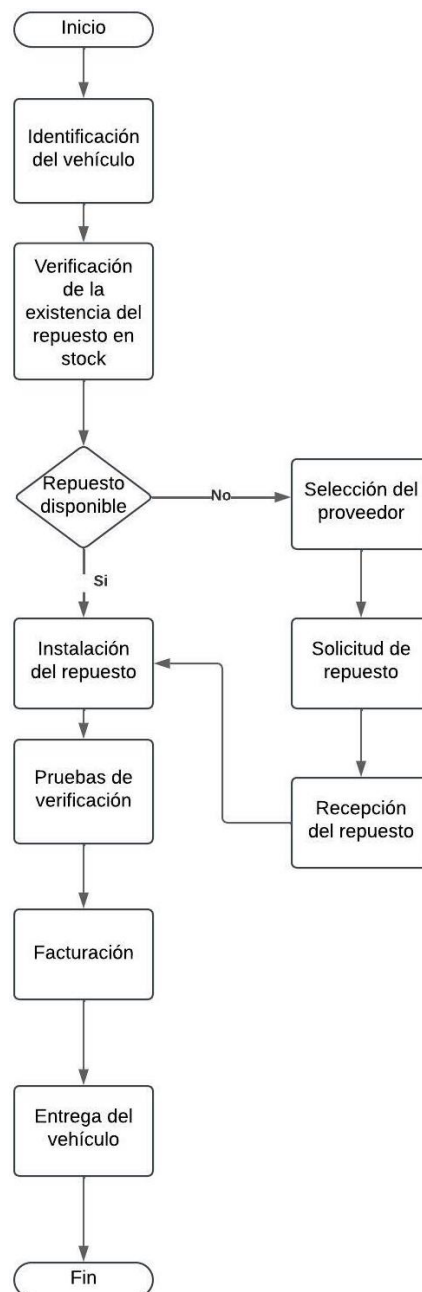 Inicio
Identificación
del vehículo
Verificación
de la
existencia del
repuesto en
stock
Repuesto
disponible
No
Selección del
proveedor
Si
Instalación
del repuesto
Solicitud de
repuesto
Pruebas de
verificación
Recepción
del repuesto
Facturación
Entrega del
vehículo
Fin